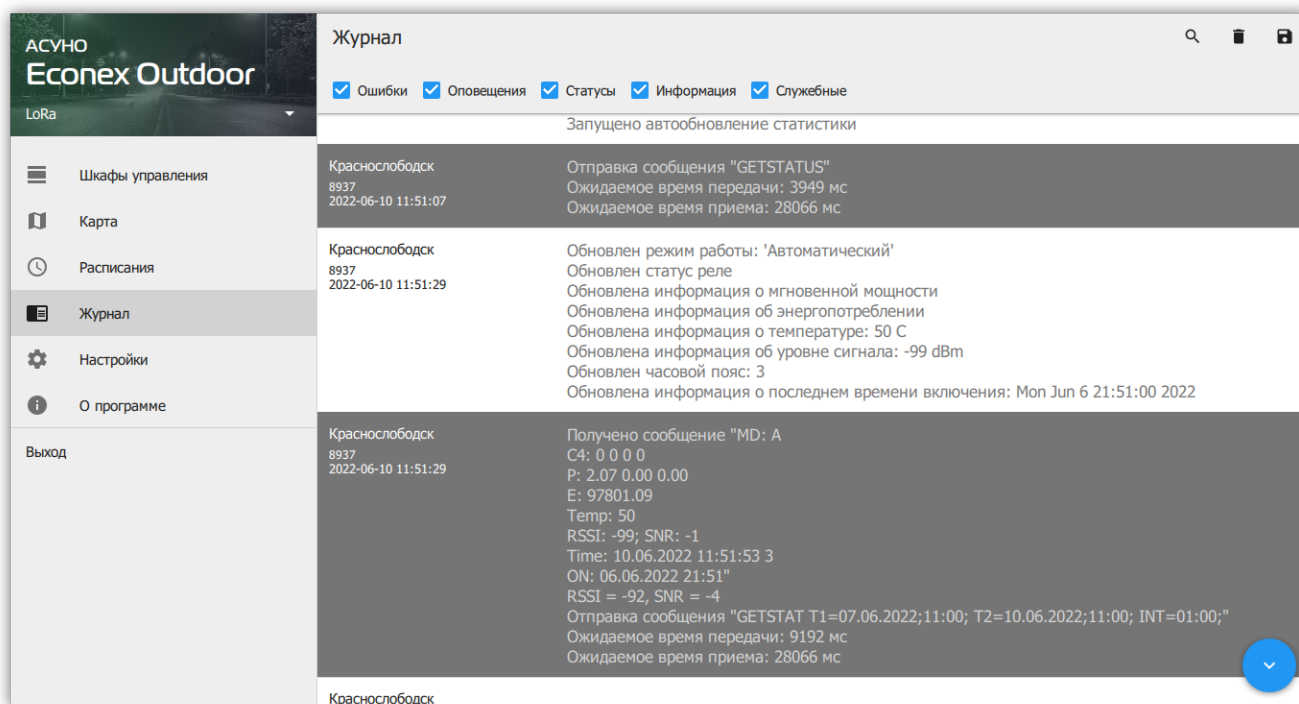 АСУНО
Econex Outdoor
LoRa
Шкафы управления
Карта
Расписания
Журнал
Настройки
О программе
Выход
Журнал
Ошибки Оповещения Статусы Информация Служебные
Запущено автообновление статистики
Краснослободск
8937
2022-06-10 11:51:07
Отправка сообщения "GETSTATUS"
Ожидаемое время передачи: 3949 мс
Ожидаемое время приема: 28066 мс
Краснослободск
8937
2022-06-10 11:51:29
Обновлен режим работы: 'Автоматический'
Обновлен статус реле
Обновлена информация о мгновенной мощности
Обновлена информация об энергопотреблении
Обновлена информация о температуре: 50 C
Обновлена информация об уровне сигнала: -99 dBm
Обновлен часовой пояс: 3
Обновлена информация о последнем времени включения: Mon Jun 6 21:51:00 2022
Краснослободск
8937
2022-06-10 11:51:29
Получено сообщение "MD: A
C4: 0 0 0 0
P: 2.07 0.00 0.00
E: 97801.09
Temp: 50
RSSI: -99; SNR: -1
Time: 10.06.2022 11:51:53 3
ON: 06.06.2022 21:51"
RSSI = -92, SNR = -4
Отправка сообщения "GETSTAT T1=07.06.2022;11:00; T2=10.06.2022;11:00; INT=01:00;"
Ожидаемое время передачи: 9192 мс
Ожидаемое время приема: 28066 мс
Краснослободск